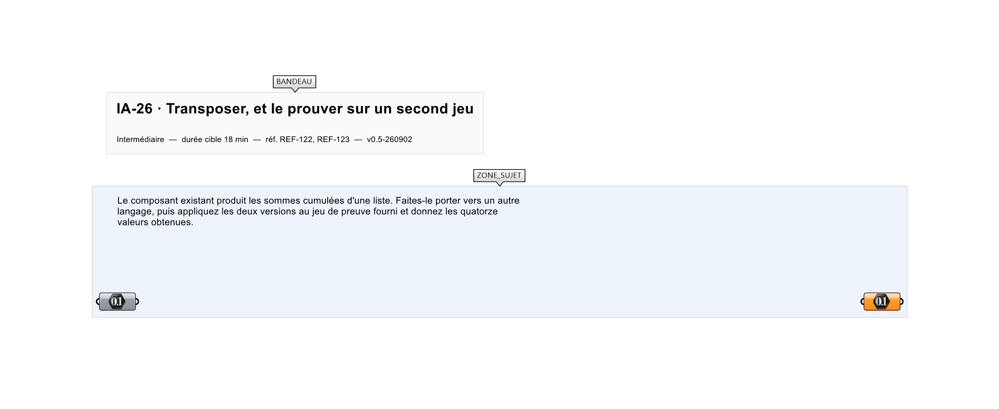 BANDEAU
IA-26 · Transposer, et le prouver sur un second jeu
Intermédiaire — durée cible 18 min — réf. REF-122, REF-123 — v0.5-260902
ZONE_SUJET
Le composant existant produit les sommes cumulées d'une liste. Faites-le porter vers un autre
langage, puis appliquez les deux versions au jeu de preuve fourni et donnez les quatorze
valeurs obtenues.
0.1
0.1